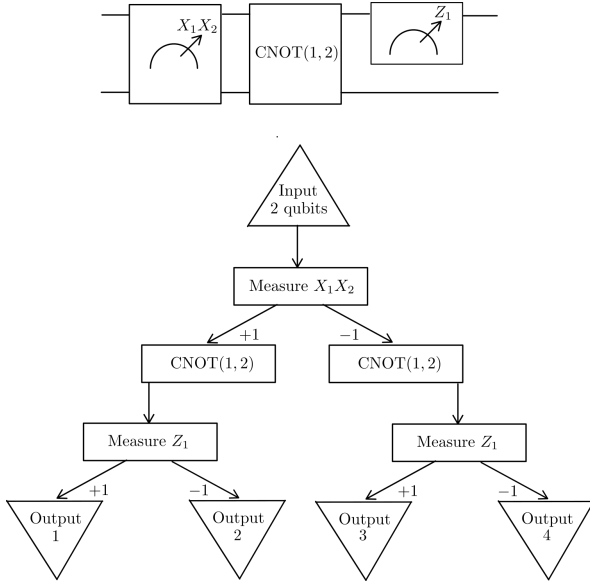 X₁X₂
CNOT(1, 2)
Z₁
Input
2 qubits
Measure X₁X₂
+1
−1
CNOT(1, 2)
CNOT(1, 2)
Measure Z₁
Measure Z₁
+1
−1
+1
−1
Output
1
Output
2
Output
3
Output
4